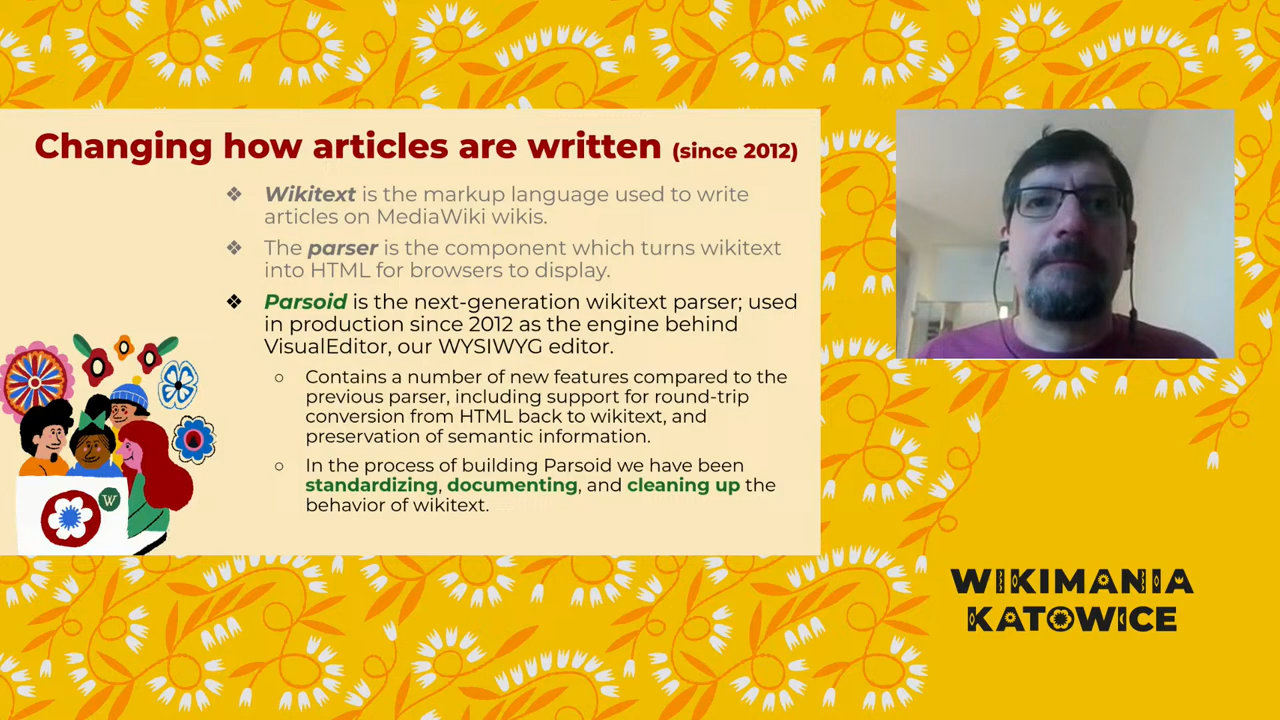 Changing how articles are written (since 2012)
❖ Wikitext is the markup language used to write
articles on MediaWiki wikis.
❖ The parser is the component which turns wikitext
into HTML for browsers to display.
❖ Parsoid is the next-generation wikitext parser; used
in production since 2012 as the engine behind
VisualEditor, our WYSIWYG editor.
○ Contains a number of new features compared to the
previous parser, including support for round-trip
conversion from HTML back to wikitext, and
preservation of semantic information.
○ In the process of building Parsoid we have been
standardizing, documenting, and cleaning up the
behavior of wikitext.
W
WIKIMANIA
KATOWICE